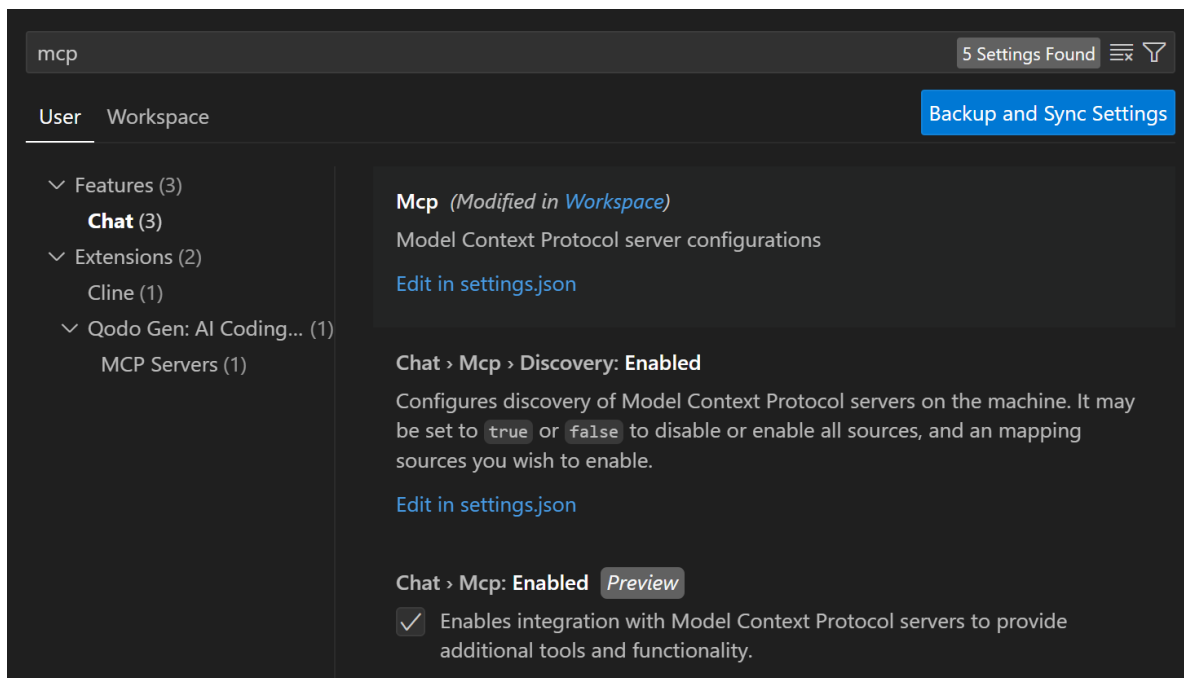 mcp
5 Settings Found
User Workspace
Backup and Sync Settings
Features (3)
Chat (3)
Extensions (2)
Cline (1)
Qodo Gen: AI Coding... (1)
MCP Servers (1)
Mcp (Modified in Workspace)
Model Context Protocol server configurations
Edit in settings.json
Chat › Mcp › Discovery: Enabled
Configures discovery of Model Context Protocol servers on the machine. It may
be set to true or false to disable or enable all sources, and an mapping
sources you wish to enable.
Edit in settings.json
Chat › Mcp: Enabled Preview
Enables integration with Model Context Protocol servers to provide
additional tools and functionality.